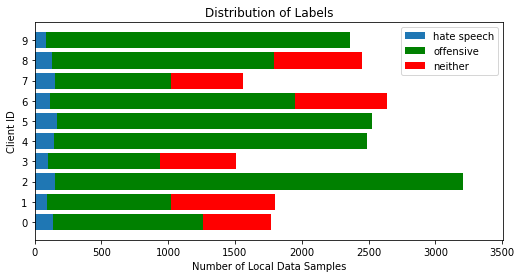 Distribution of Labels
hate speech
offensive
neither
Client ID
9
8
7
6
5
4
3
2
1
0
0 500 1000 1500 2000 2500 3000 3500
Number of Local Data Samples